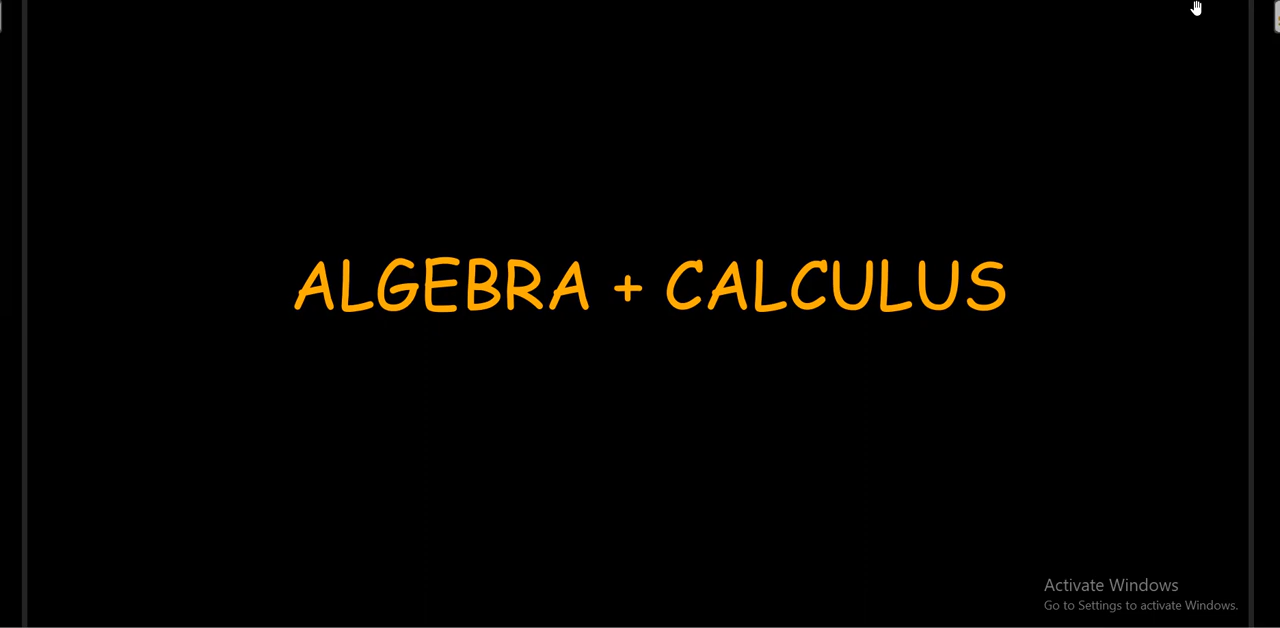 ALGEBRA + CALCULUS
Activate Windows
Go to Settings to activate Windows.